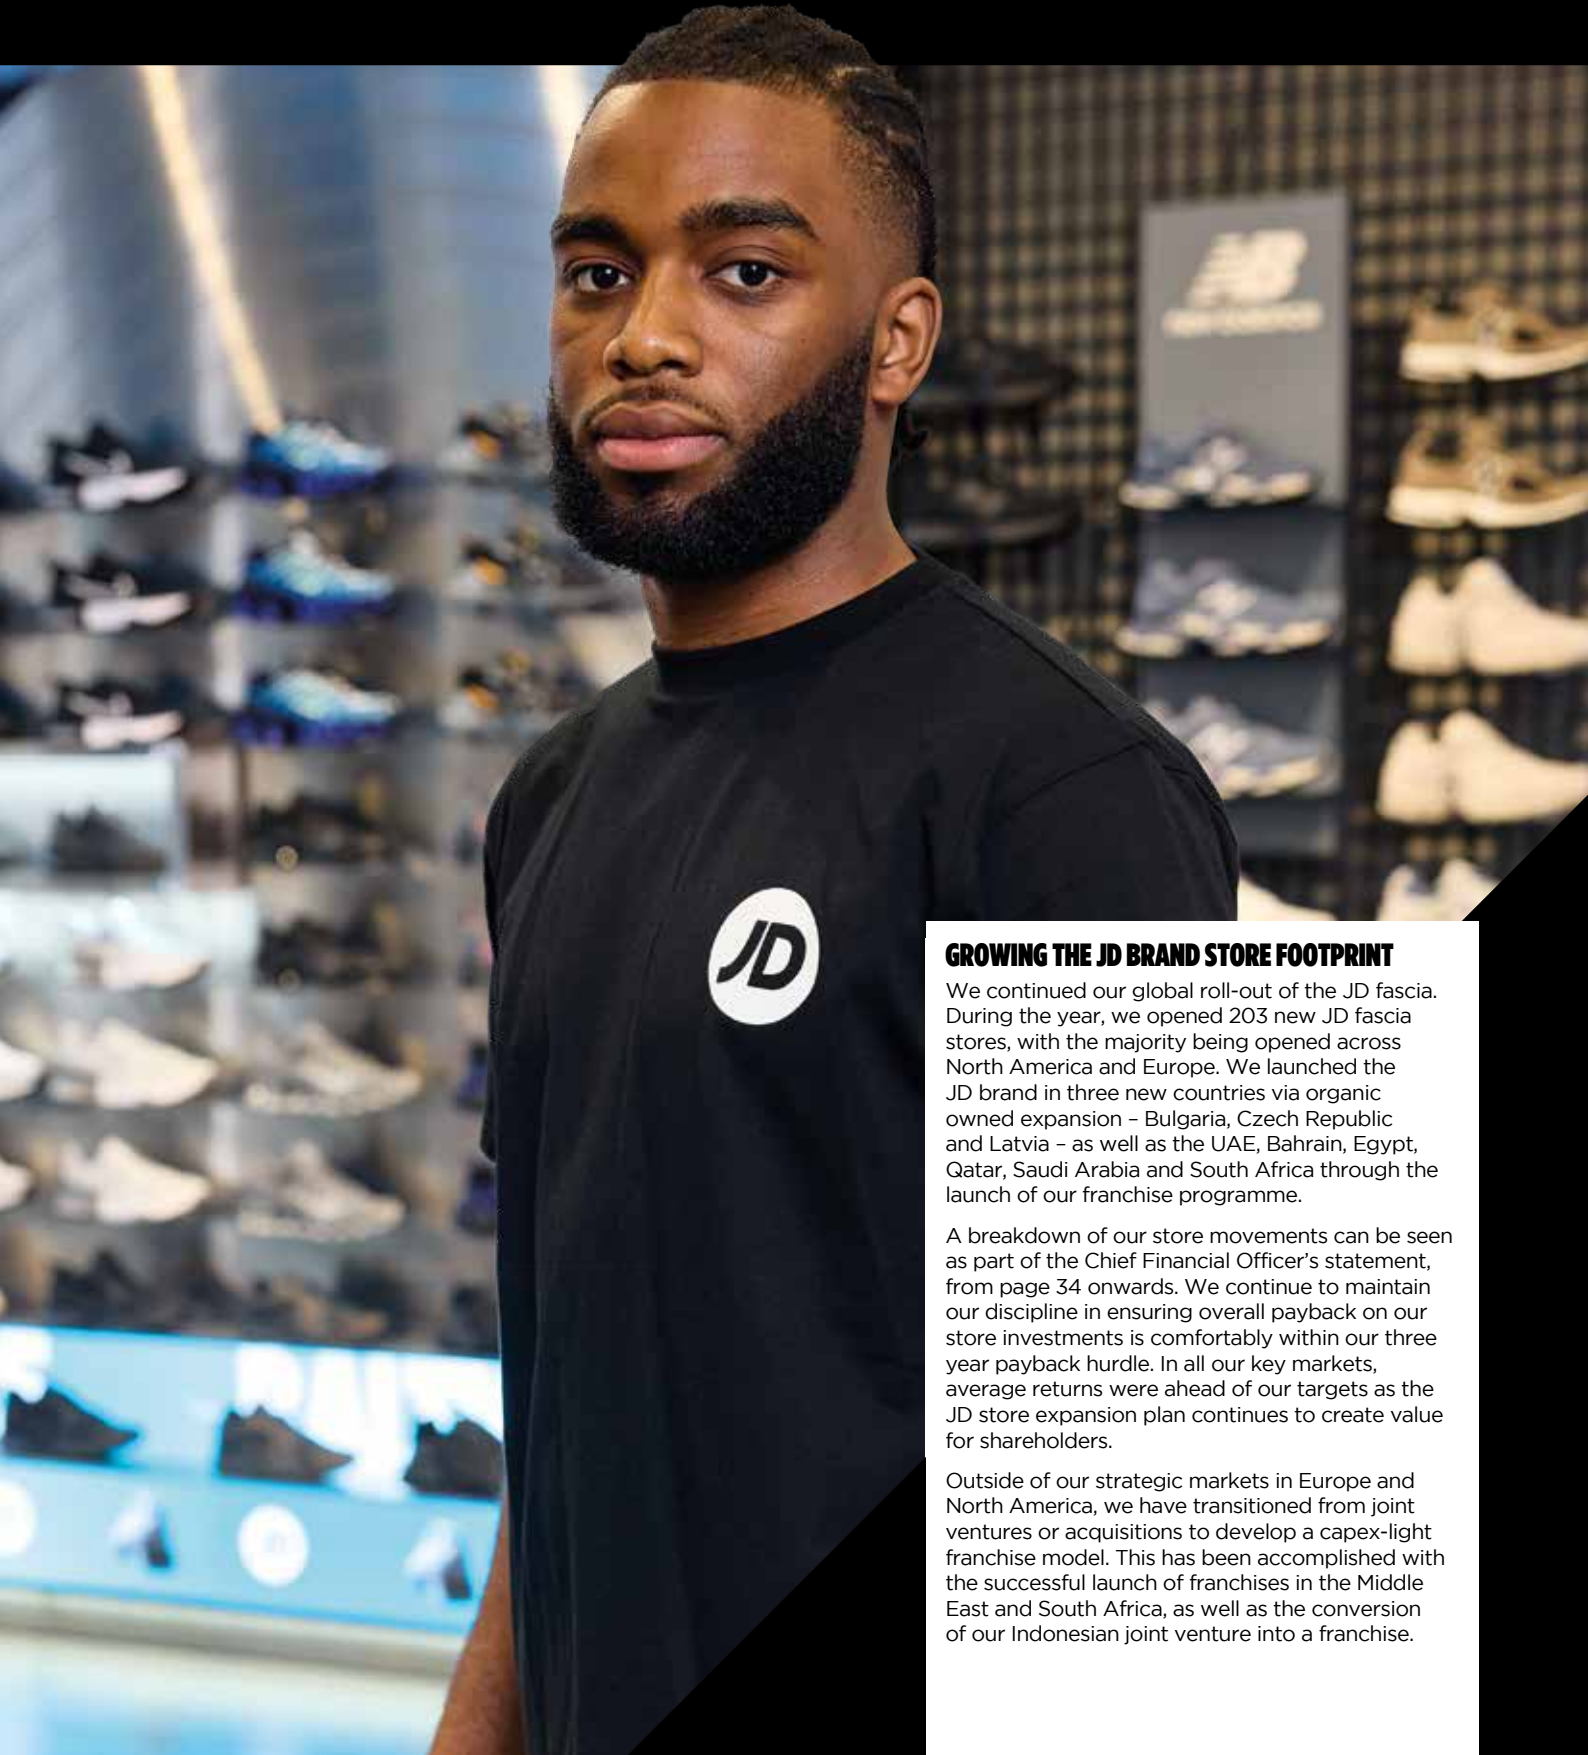 JD
GROWING THE JD BRAND STORE FOOTPRINT
We continued our global roll-out of the JD fascia.
During the year, we opened 203 new JD fascia
stores, with the majority being opened across
North America and Europe. We launched the
JD brand in three new countries via organic
owned expansion – Bulgaria, Czech Republic
and Latvia – as well as the UAE, Bahrain, Egypt,
Qatar, Saudi Arabia and South Africa through the
launch of our franchise programme.
A breakdown of our store movements can be seen
as part of the Chief Financial Officer’s statement,
from page 34 onwards. We continue to maintain
our discipline in ensuring overall payback on our
store investments is comfortably within our three
year payback hurdle. In all our key markets,
average returns were ahead of our targets as the
JD store expansion plan continues to create value
for shareholders.
Outside of our strategic markets in Europe and
North America, we have transitioned from joint
ventures or acquisitions to develop a capex-light
franchise model. This has been accomplished with
the successful launch of franchises in the Middle
East and South Africa, as well as the conversion
of our Indonesian joint venture into a franchise.